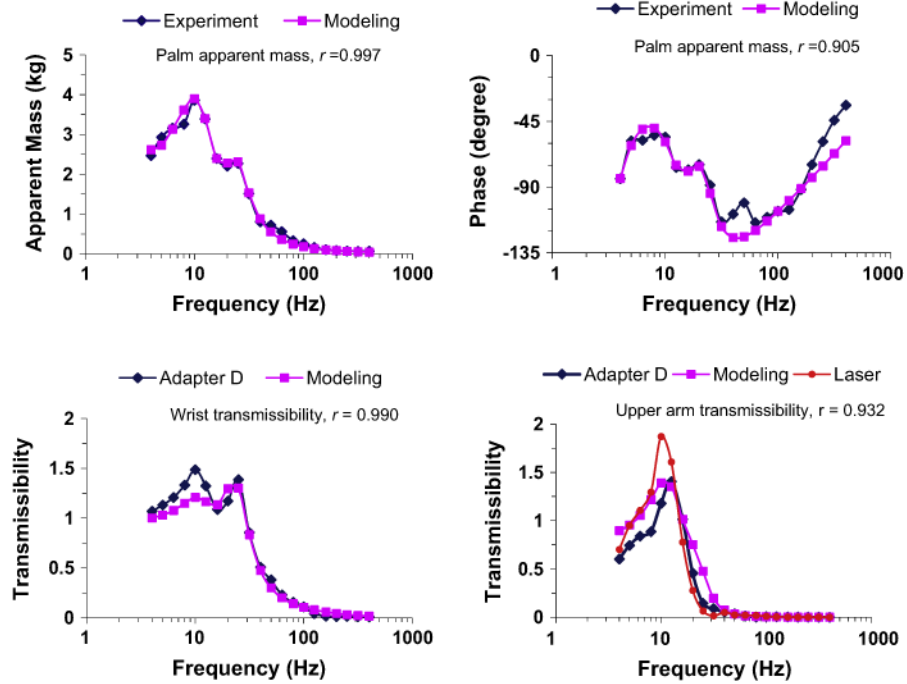 Experiment Modeling
Palm apparent mass, r =0.997
Apparent Mass (kg)
5
4
3
2
1
0
1 10 100 1000
Frequency (Hz)
Experiment Modeling
Palm apparent mass, r =0.905
Phase (degree)
0
-45
-90
-135
1 10 100 1000
Frequency (Hz)
Adapter D Modeling
Wrist transmissibility, r = 0.990
Transmissibility
2
1.5
1
0.5
0
1 10 100 1000
Frequency (Hz)
Adapter D Modeling Laser
Upper arm transmissibility, r = 0.932
Transmissibility
2
1.5
1
0.5
0
1 10 100 1000
Frequency (Hz)